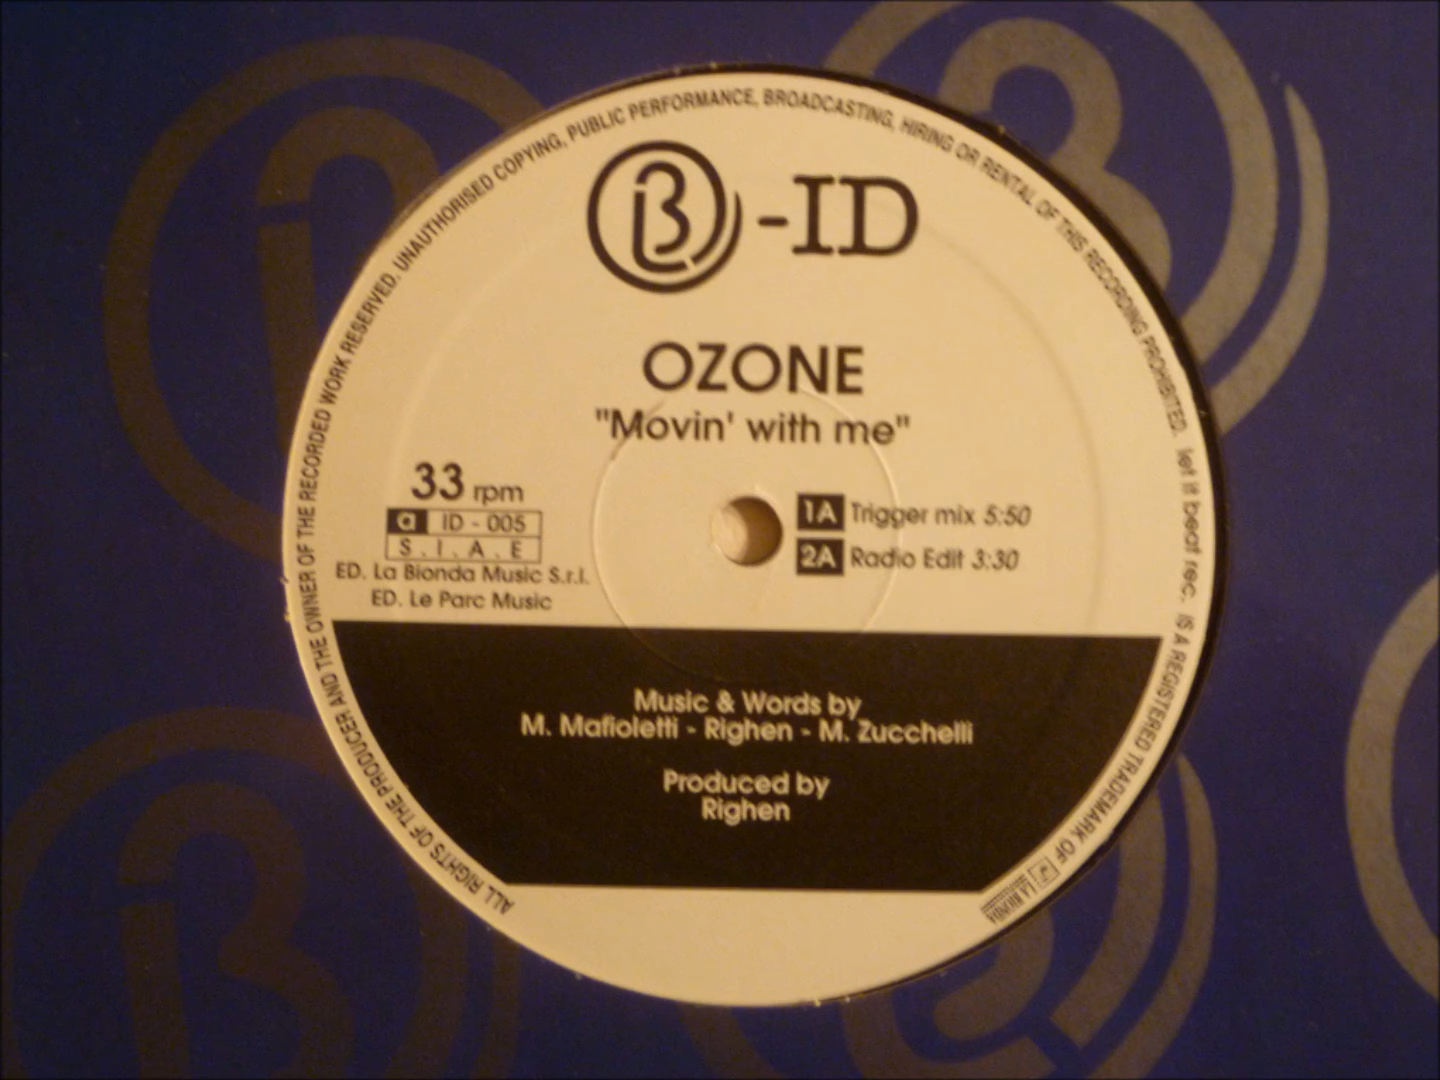 ALL RIGHTS OF THE PRODUCER AND THE OWNER OF THE RECORDED WORK RESERVED. UNAUTHORISED COPYING, PUBLIC PERFORMANCE, BROADCASTING, HIRING OR RENTAL OF THIS RECORDING PROHIBITED. let it beat rec. IS A REGISTERED TRADEMARK OF LA BIONDA
B-ID
OZONE
"Movin' with me"
33 rpm
a ID - 005
S . I . A . E
ED. La Bionda Music S.r.l.
ED. Le Parc Music
1A Trigger mix 5:50
2A Radio Edit 3:30
Music & Words by
M. Mafioletti - Righen - M. Zucchelli
Produced by
Righen